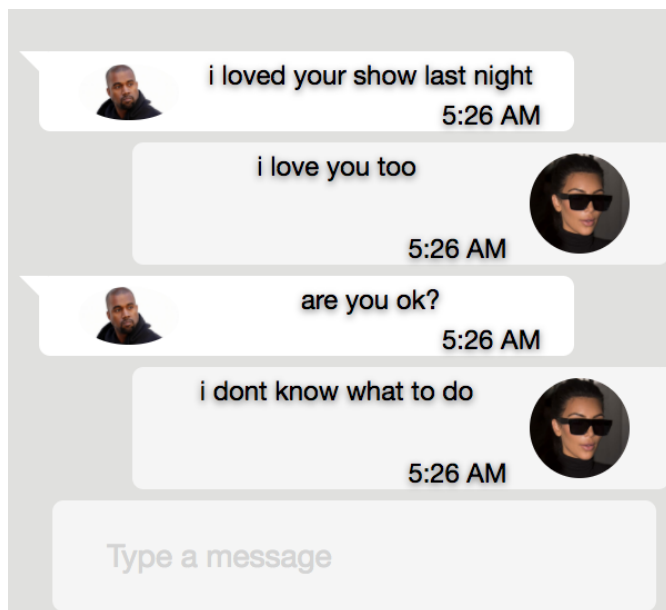 i loved your show last night
5:26 AM
i love you too
5:26 AM
are you ok?
5:26 AM
i dont know what to do
5:26 AM
Type a message